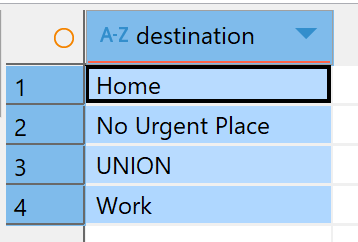 A-Z destination
1 Home
2 No Urgent Place
3 UNION
4 Work